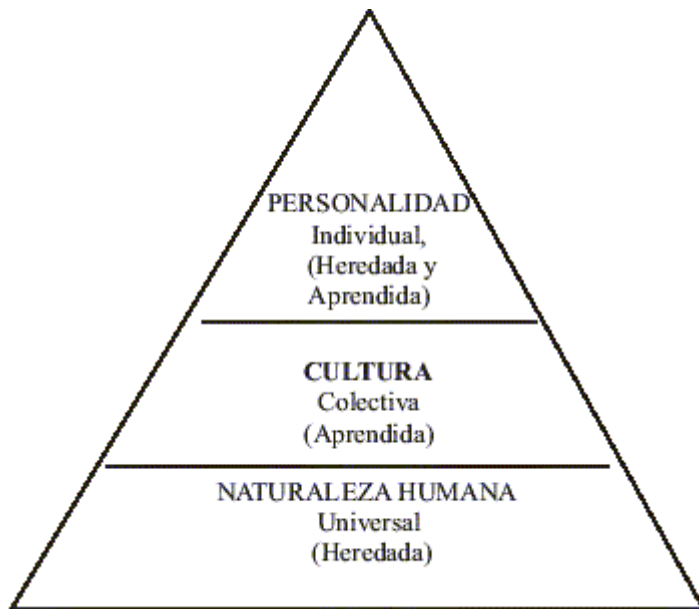 PERSONALIDAD
Individual,
(Heredada y
Aprendida)
CULTURA
Colectiva
(Aprendida)
NATURALEZA HUMANA
Universal
(Heredada)